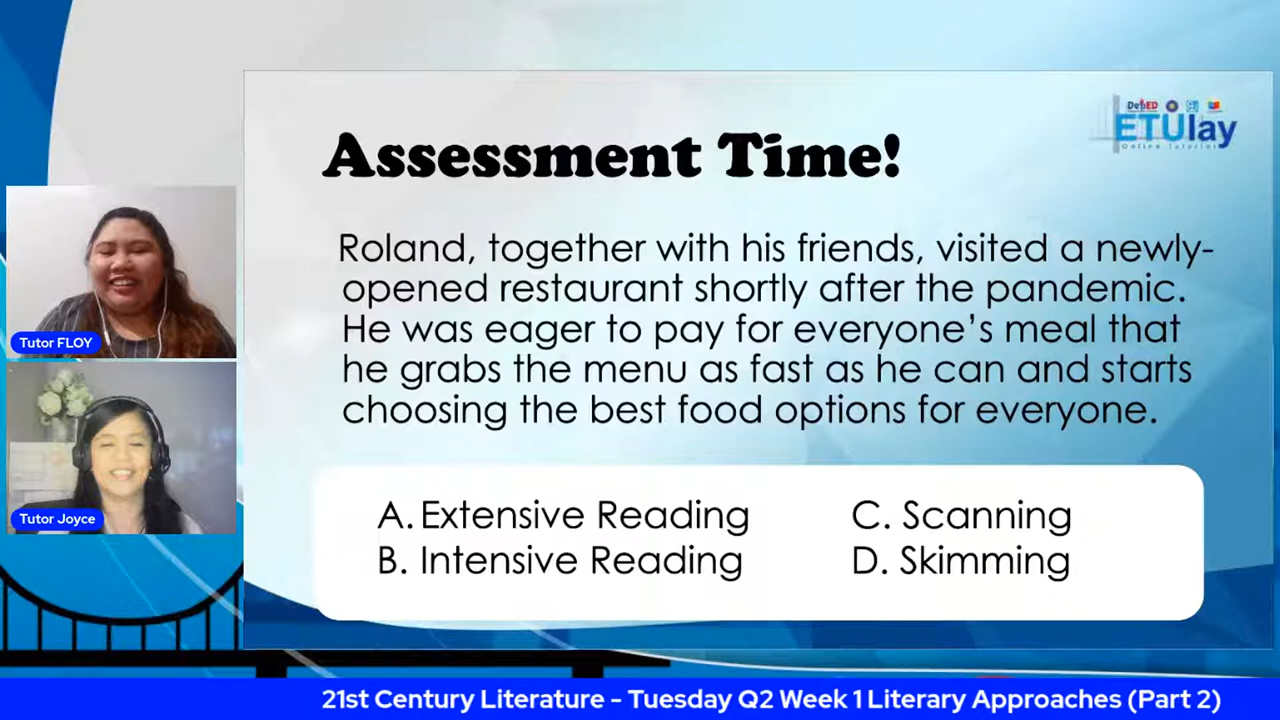 DepED
ETUlay
Online Tutorial
Assessment Time!
Roland, together with his friends, visited a newly-
opened restaurant shortly after the pandemic.
He was eager to pay for everyone’s meal that
he grabs the menu as fast as he can and starts
choosing the best food options for everyone.
A. Extensive Reading
B. Intensive Reading
C. Scanning
D. Skimming
Tutor FLOY
Tutor Joyce
21st Century Literature - Tuesday Q2 Week 1 Literary Approaches (Part 2)